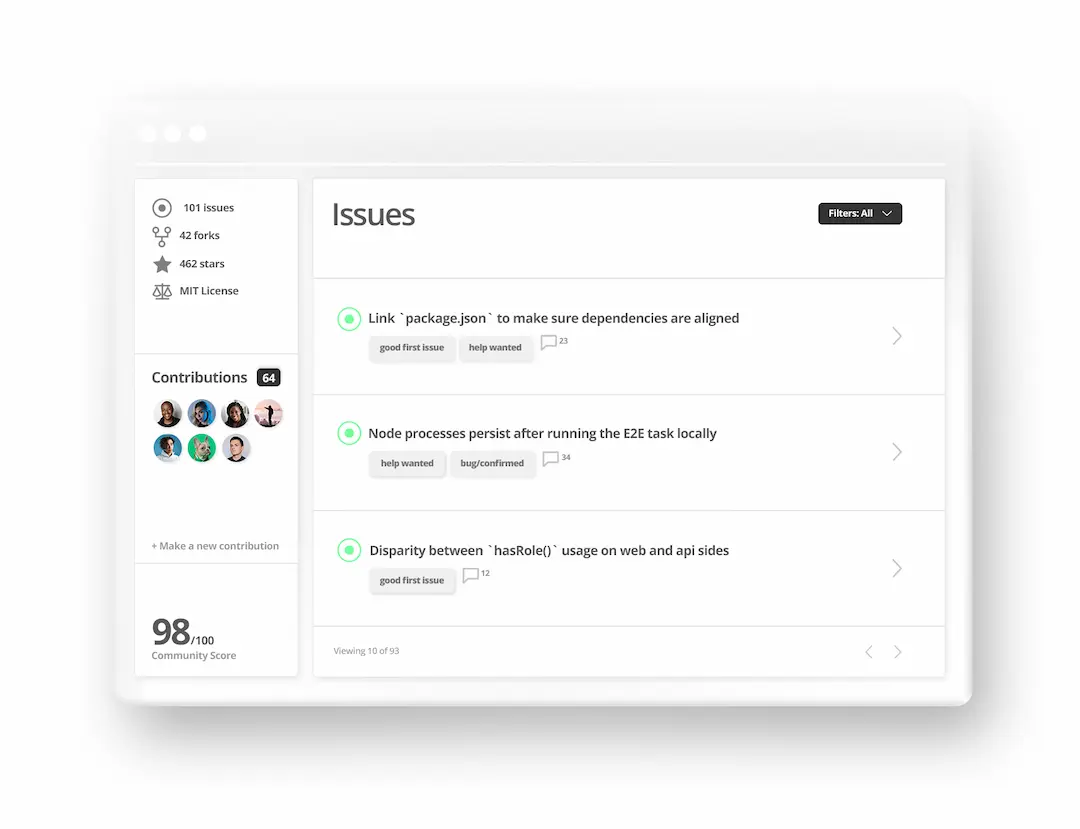 101 issues
42 forks
462 stars
MIT License
Contributions 64
+ Make a new contribution
98/100
Community Score
Issues
Filters: All
Link `package.json` to make sure dependencies are aligned
good first issue help wanted 23
Node processes persist after running the E2E task locally
help wanted bug/confirmed 34
Disparity between `hasRole()` usage on web and api sides
good first issue 12
Viewing 10 of 93